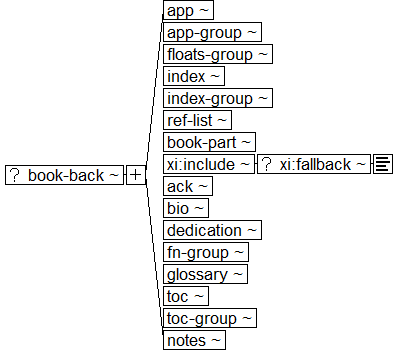 app ~
app-group ~
floats-group ~
index ~
index-group ~
ref-list ~
book-part ~
xi:include ~ ? xi:fallback ~
? book-back ~ +
ack ~
bio ~
dedication ~
fn-group ~
glossary ~
toc ~
toc-group ~
notes ~